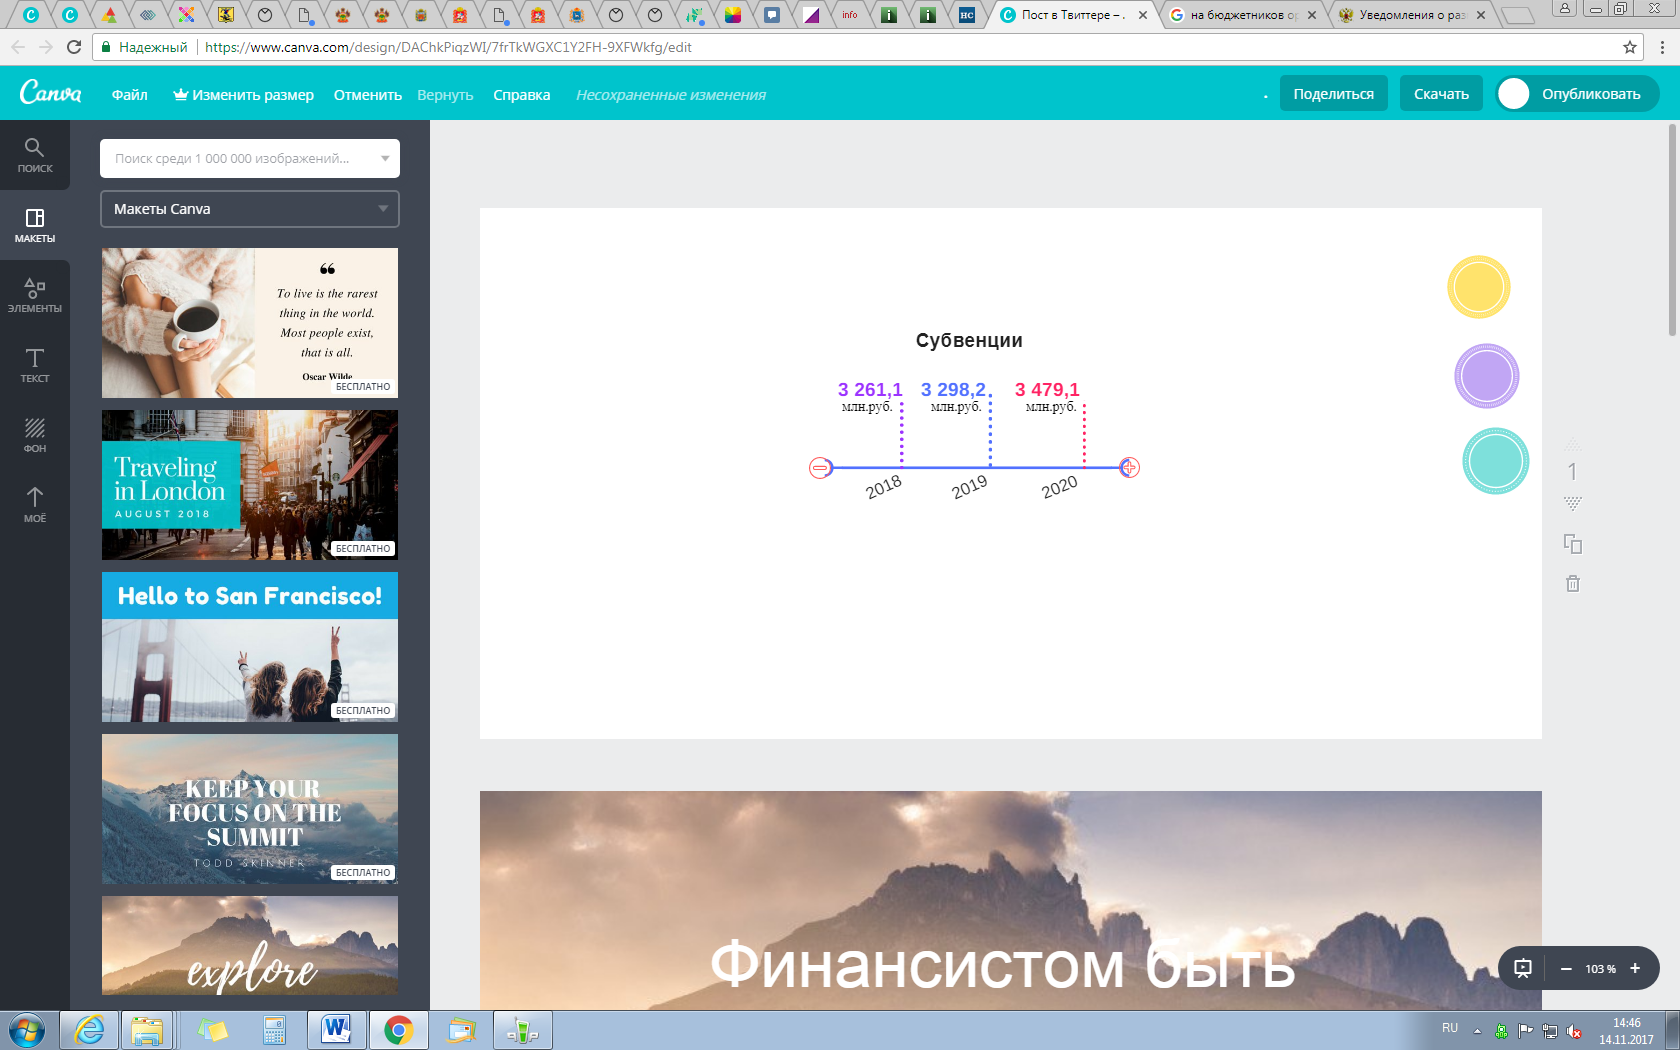 info
НС
Пост в Твиттере – .
на бюджетников ор
Уведомления о раз
Надежный
https://www.canva.com/design/DAChkPiqzWI/7frTkWGXC1Y2FH-9XFWkfg/edit
Canva
Файл
Изменить размер
Отменить
Вернуть
Справка
Несохраненные изменения
Поделиться
Скачать
Опубликовать
ПОИСК
МАКЕТЫ
ЭЛЕМЕНТЫ
ТЕКСТ
ФОН
МОЁ
Поиск среди 1 000 000 изображений...
Макеты Canva
❝
To live is the rarest
thing in the world.
Most people exist,
that is all.
Oscar Wilde
БЕСПЛАТНО
Traveling
in London
AUGUST 2018
БЕСПЛАТНО
Hello to San Francisco!
БЕСПЛАТНО
KEEP YOUR
FOCUS ON THE
SUMMIT
TODD SKINNER
БЕСПЛАТНО
explore
Субвенции
3 261,1 3 298,2 3 479,1
млн.руб. млн.руб. млн.руб.
2018 2019 2020
1
Финансистом быть
103 %
RU
14:46
14.11.2017